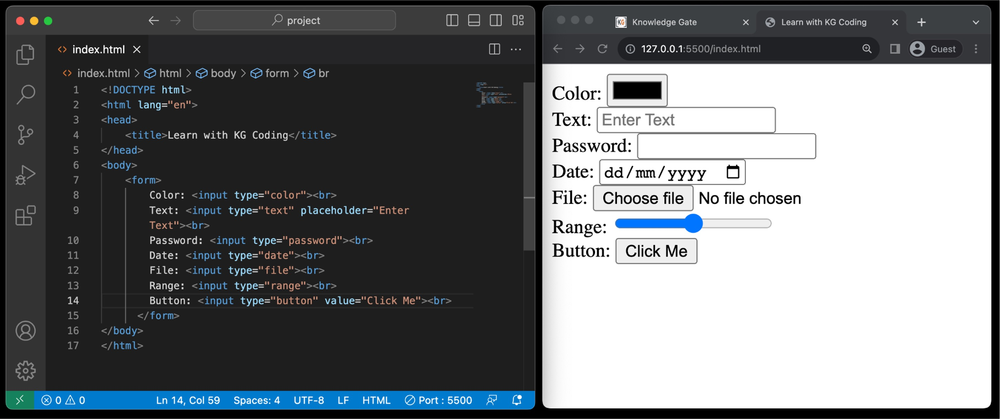 project
index.html
index.html > html > body > form > br
1 <!DOCTYPE html>
2 <html lang="en">
3 <head>
4 <title>Learn with KG Coding</title>
5 </head>
6 <body>
7 <form>
8 Color: <input type="color"><br>
9 Text: <input type="text" placeholder="Enter
Text"><br>
10 Password: <input type="password"><br>
11 Date: <input type="date"><br>
12 File: <input type="file"><br>
13 Range: <input type="range"><br>
14 Button: <input type="button" value="Click Me"><br>
15 </form>
16 </body>
17 </html>
0 0 Ln 14, Col 59 Spaces: 4 UTF-8 LF HTML Port : 5500
KG Knowledge Gate Learn with KG Coding
127.0.0.1:5500/index.html Guest
Color:
Text: Enter Text
Password:
Date: dd/mm/yyyy
File: Choose file No file chosen
Range:
Button: Click Me